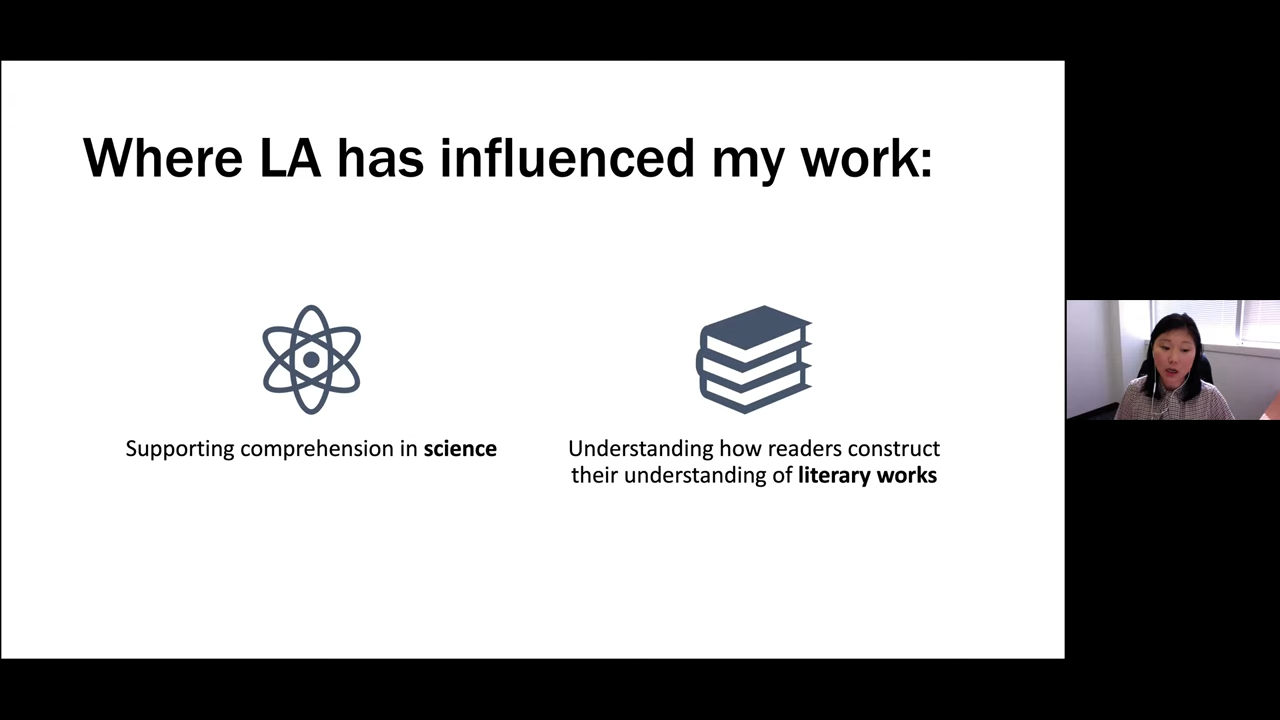 Where LA has influenced my work:
Supporting comprehension in science
Understanding how readers construct
their understanding of literary works